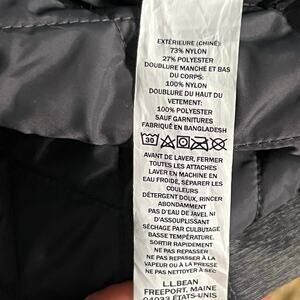 EXTÉRIEURE (CHINÉ):
73% NYLON
27% POLYESTER
DOUBLURE MANCHE ET BAS
DU CORPS:
100% NYLON
DOUBLURE DU HAUT DU
VETEMENT:
100% POLYESTER
SAUF GARNITURES
FABRIQUÉ EN BANGLADESH
30
AVANT DE LAVER, FERMER
TOUTES LES ATTACHES
LAVER EN MACHINE EN
EAU FROIDE, SÉPARER LES
COULEURS
DÉTERGENT DOUX, RINCER
ABONDAMMENT
PAS D'EAU DE JAVEL NI
D'ASSOUPLISSANT
SÉCHAGE PAR CULBUTAGE
BASSE TEMPÉRATURE.
SORTIR RAPIDEMENT
NE PAS REPASSER
NE PAS REPASSER À LA
VAPEUR OU À LA PRESSE
NE PAS NETTOYER À SEC
L.L.BEAN
FREEPORT, MAINE
04033 ÉTATS-UNIS